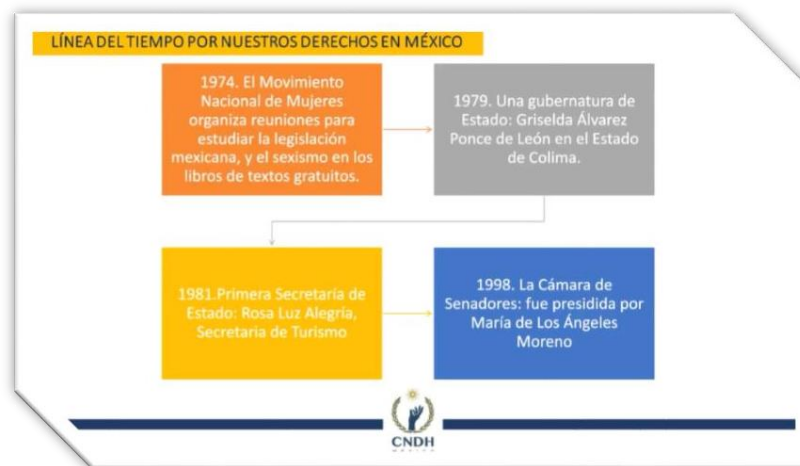 LÍNEA DEL TIEMPO POR NUESTROS DERECHOS EN MÉXICO
1974. El Movimiento
Nacional de Mujeres
organiza reuniones para
estudiar la legislación
mexicana, y el sexismo en los
libros de textos gratuitos.
1979. Una gubernatura de
Estado: Griselda Álvarez
Ponce de León en el Estado
de Colima.
1981.Primera Secretaría de
Estado: Rosa Luz Alegría,
Secretaria de Turismo
1998. La Cámara de
Senadores: fue presidida por
María de Los Ángeles
Moreno
CNDH
MÉXICO